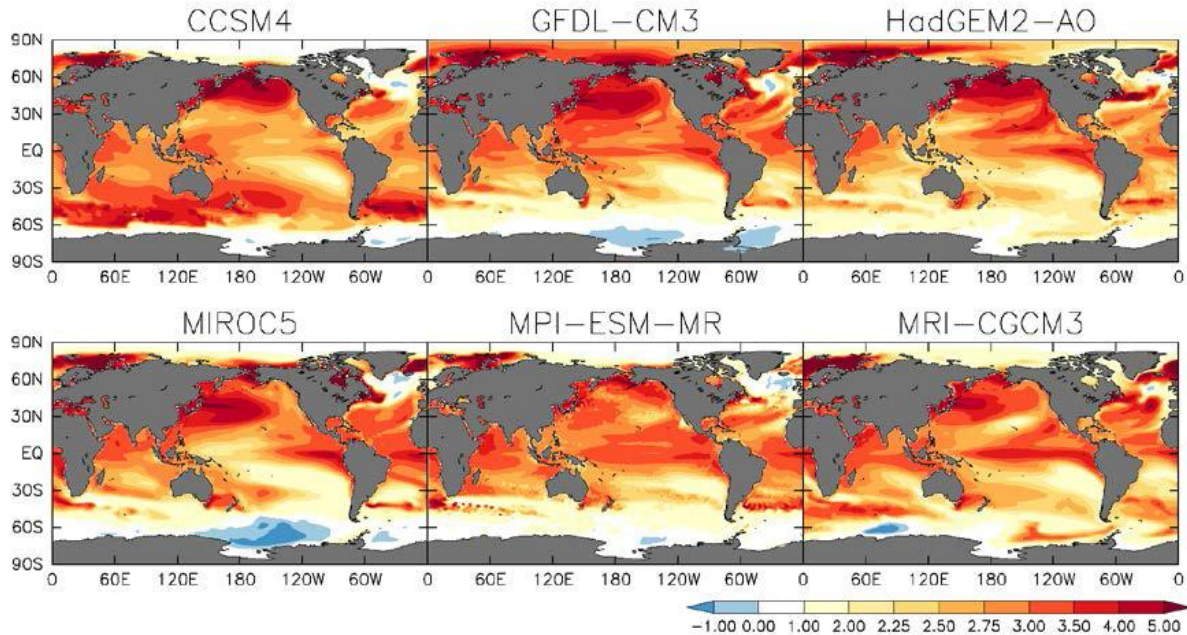 CCSM4 GFDL-CM3 HadGEM2-AO
90N
60N
30N
EQ
30S
60S
90S
0 60E 120E 180 120W 60W 0 60E 120E 180 120W 60W 0 60E 120E 180 120W 60W 0
MIROC5 MPI-ESM-MR MRI-CGCM3
90N
60N
30N
EQ
30S
60S
90S
0 60E 120E 180 120W 60W 0 60E 120E 180 120W 60W 0 60E 120E 180 120W 60W 0
-1.00 0.00 1.00 2.00 2.25 2.50 2.75 3.00 3.50 4.00 5.00